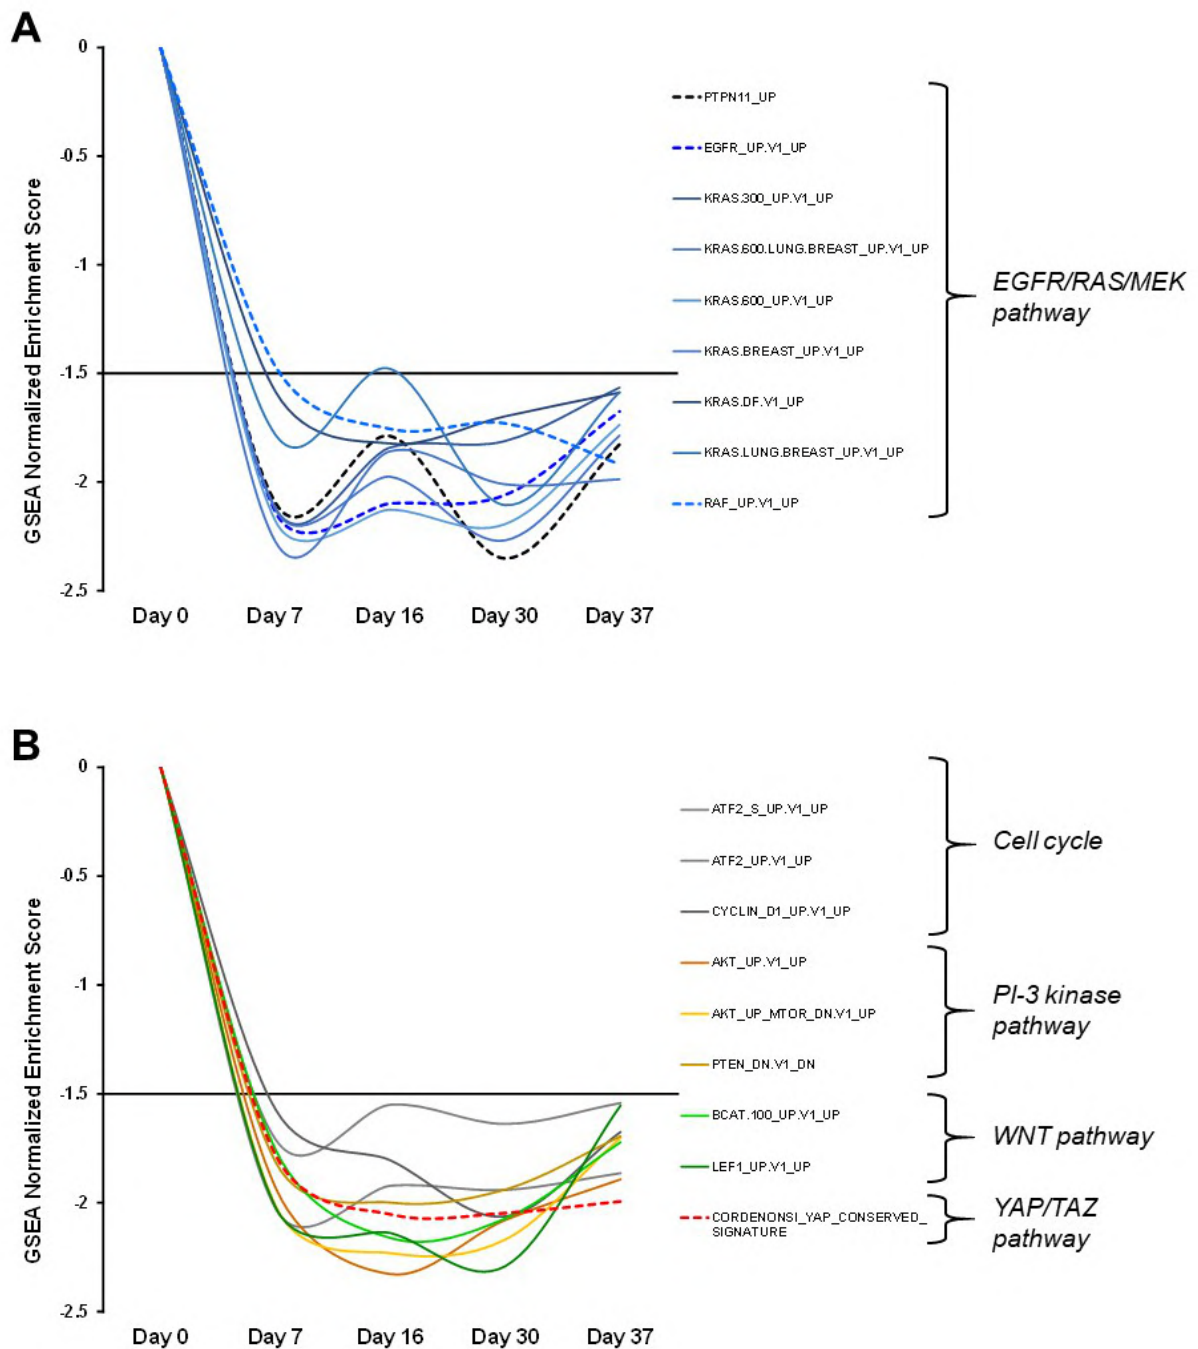 A
0
-0.5
-1
-1.5
-2
-2.5
GSEA Normalized Enrichment Score
Day 0
Day 7
Day 16
Day 30
Day 37
PTPN11_UP
EGFR_UP.V1_UP
KRAS.300_UP.V1_UP
KRAS.600.LUNG.BREAST_UP.V1_UP
KRAS.600_UP.V1_UP
KRAS.BREAST_UP.V1_UP
KRAS.DF.V1_UP
KRAS.LUNG.BREAST_UP.V1_UP
RAF_UP.V1_UP
EGFR/RAS/MEK
pathway
B
0
-0.5
-1
-1.5
-2
-2.5
GSEA Normalized Enrichment Score
Day 0
Day 7
Day 16
Day 30
Day 37
ATF2_S_UP.V1_UP
ATF2_UP.V1_UP
CYCLIN_D1_UP.V1_UP
AKT_UP.V1_UP
AKT_UP_MTOR_DN.V1_UP
PTEN_DN.V1_DN
BCAT.100_UP.V1_UP
LEF1_UP.V1_UP
CORDENONSI_YAP_CONSERVED_
SIGNATURE
Cell cycle
PI-3 kinase
pathway
WNT pathway
YAP/TAZ
pathway